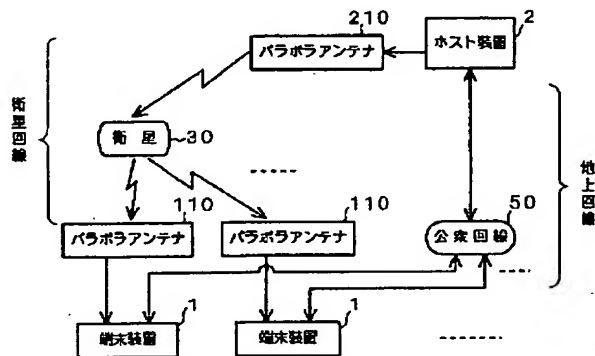 210
2
パラボラアンテナ
ホスト装置
衛星回線
衛星
30
110
110
50
地上回線
パラボラアンテナ
パラボラアンテナ
公衆回線
1
1
端末装置
端末装置